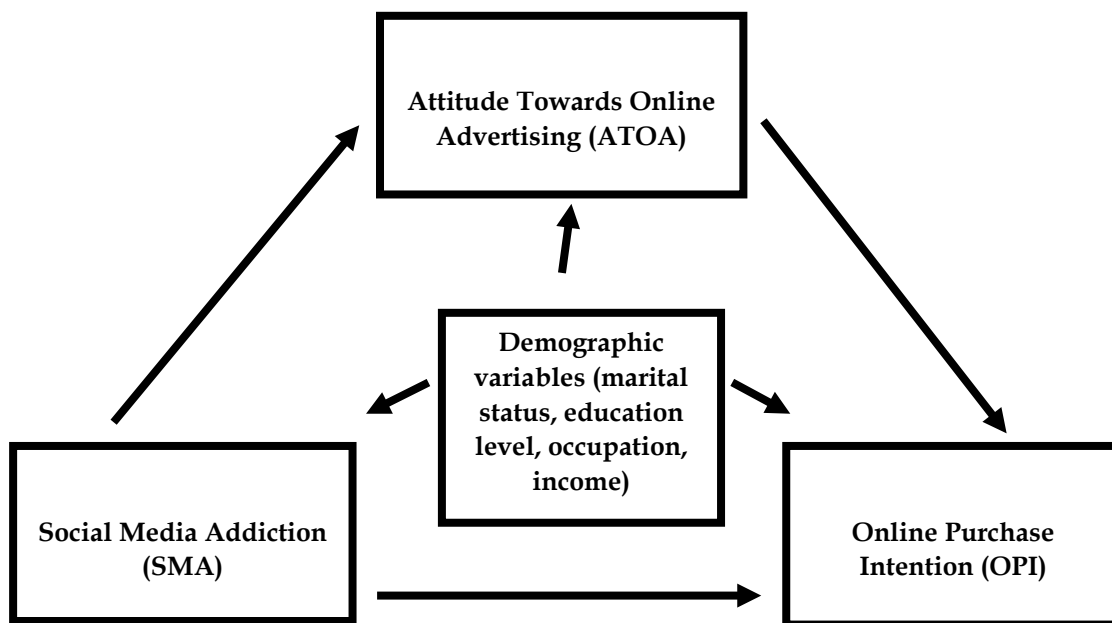 Attitude Towards Online
Advertising (ATOA)
Demographic
variables (marital
status, education
level, occupation,
income)
Social Media Addiction
(SMA)
Online Purchase
Intention (OPI)